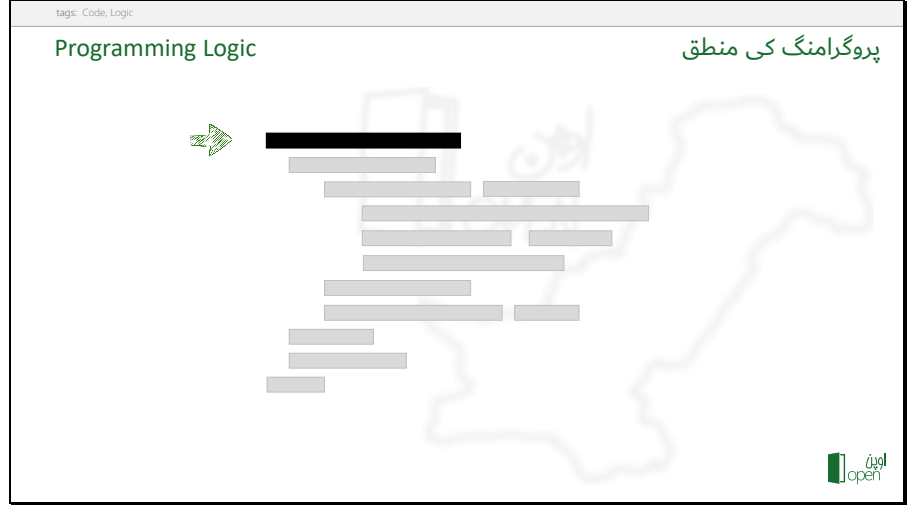 tags: Code, Logic
Programming Logic
پروگرامنگ کی منطق
اوپن
open